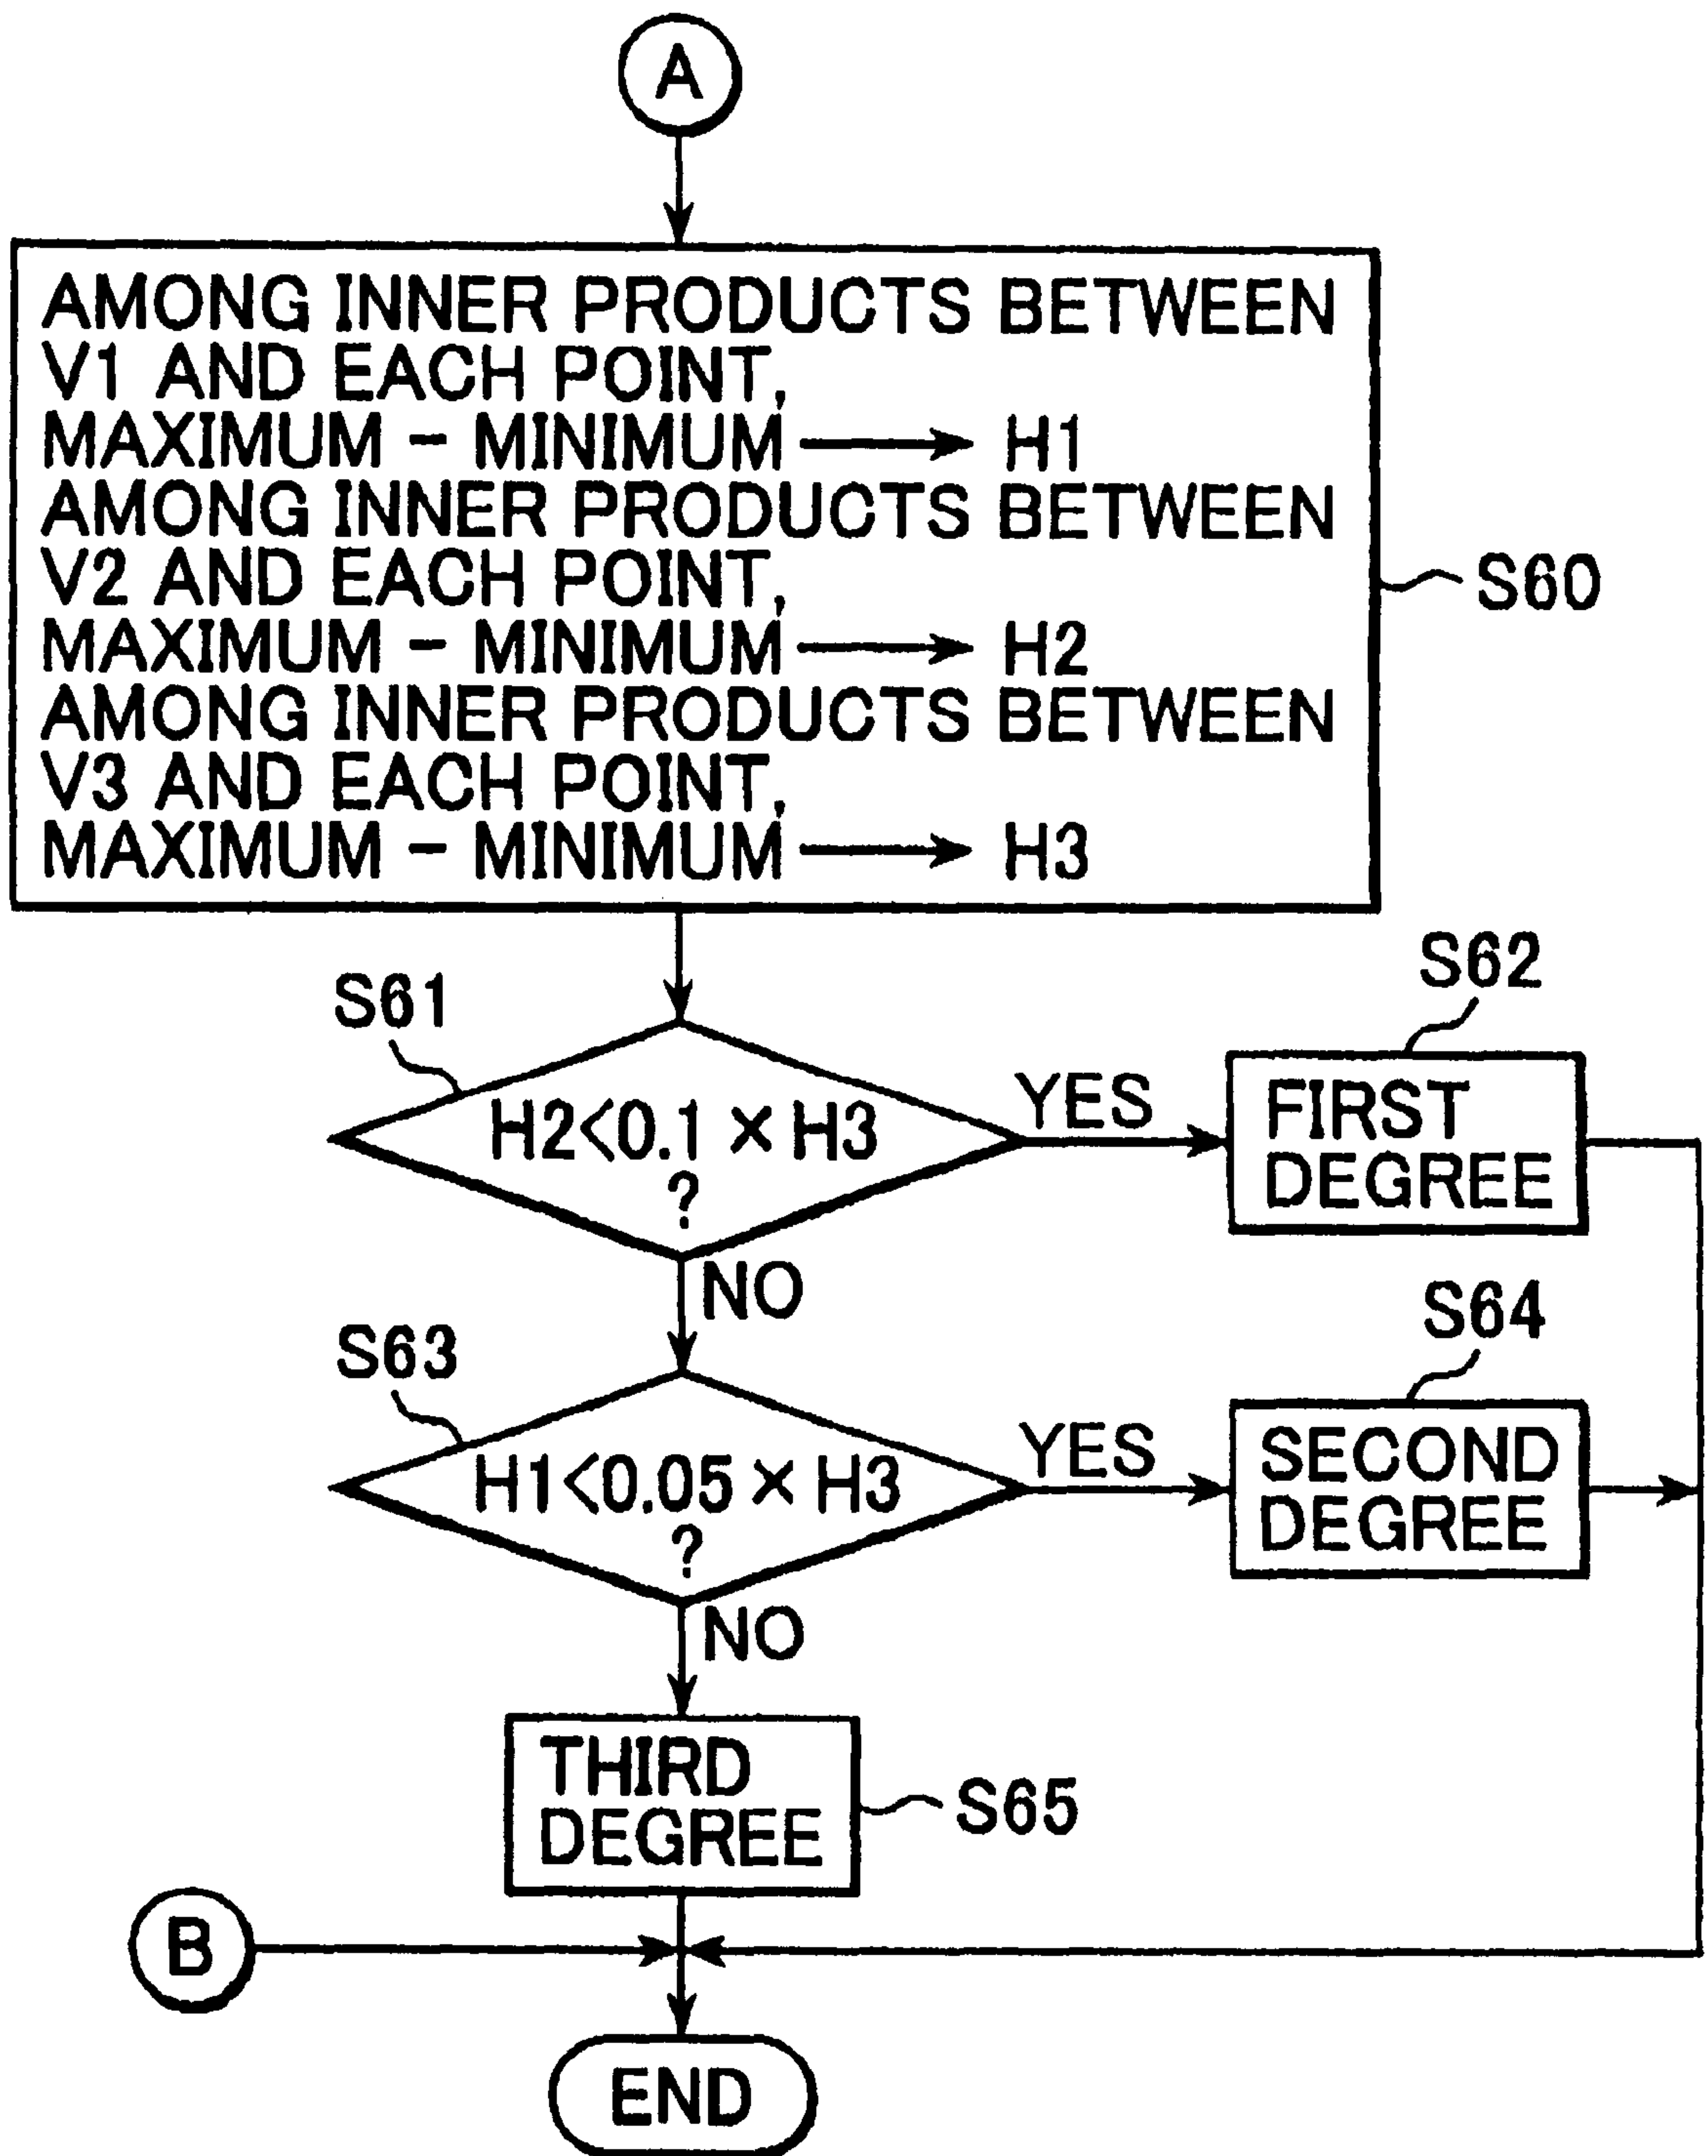 A
AMONG INNER PRODUCTS BETWEEN
V1 AND EACH POINT,
MAXIMUM - MINIMUM → H1
AMONG INNER PRODUCTS BETWEEN
V2 AND EACH POINT,
MAXIMUM - MINIMUM → H2
AMONG INNER PRODUCTS BETWEEN
V3 AND EACH POINT,
MAXIMUM - MINIMUM → H3
S60
S61
H2<0.1 × H3
?
YES
S62
FIRST
DEGREE
NO
S63
H1<0.05 × H3
?
YES
S64
SECOND
DEGREE
NO
THIRD
DEGREE
S65
B
END